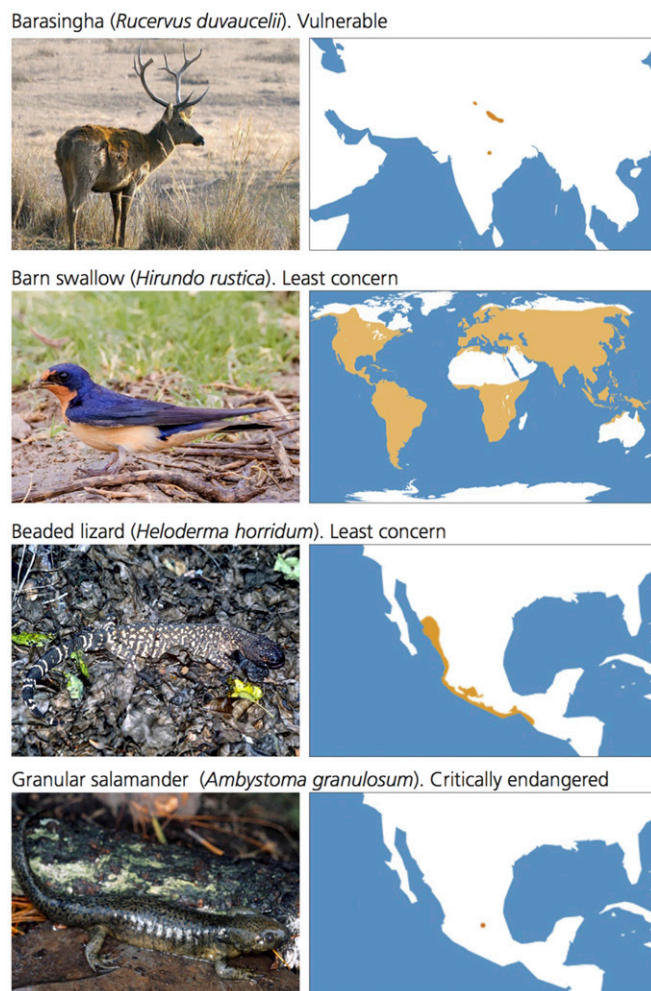 Barasingha (Rucervus duvaucelii). Vulnerable
Barn swallow (Hirundo rustica). Least concern
Beaded lizard (Heloderma horridum). Least concern
Granular salamander (Ambystoma granulosum). Critically endangered